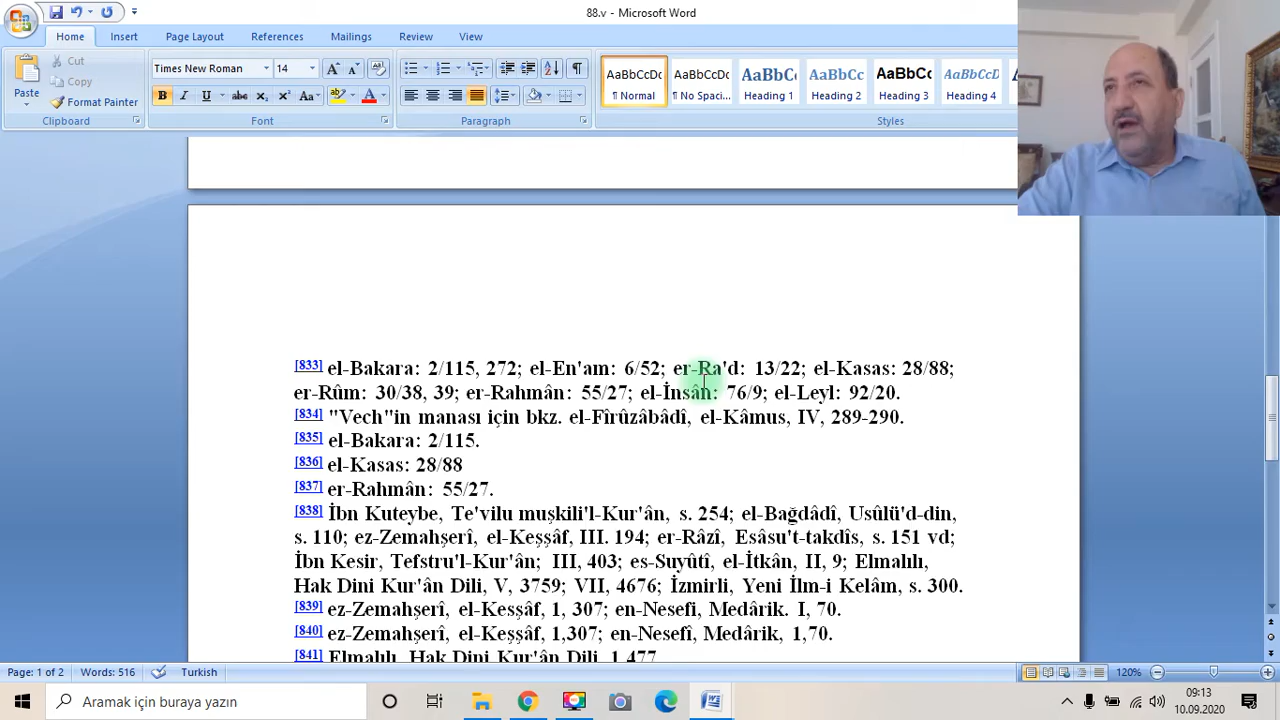 88.v - Microsoft Word
Home Insert Page Layout References Mailings Review View
Cut
Copy
Format Painter
Paste
Clipboard
Times New Roman 14
Font
Paragraph
AaBbCcDc AaBbCcDc AaBbC AaBbCc AaBbCc AaBbCcD
¶ Normal ¶ No Spaci... Heading 1 Heading 2 Heading 3 Heading 4
Styles
[833] el-Bakara: 2/115, 272; el-En'am: 6/52; er-Ra'd: 13/22; el-Kasas: 28/88;
er-Rûm: 30/38, 39; er-Rahmân: 55/27; el-İnsân: 76/9; el-Leyl: 92/20.
[834] "Vech"in manası için bkz. el-Fîrûzâbâdî, el-Kâmus, IV, 289-290.
[835] el-Bakara: 2/115.
[836] el-Kasas: 28/88
[837] er-Rahmân: 55/27.
[838] İbn Kuteybe, Te'vilu muşkili'l-Kur'ân, s. 254; el-Bağdâdî, Usûlü'd-din,
s. 110; ez-Zemahşerî, el-Keşşâf, III. 194; er-Râzî, Esâsu't-takdîs, s. 151 vd;
İbn Kesir, Tefstru'l-Kur'ân; III, 403; es-Suyûtî, el-İtkân, II, 9; Elmalılı,
Hak Dini Kur'ân Dili, V, 3759; VII, 4676; İzmirli, Yeni İlm-i Kelâm, s. 300.
[839] ez-Zemahşerî, el-Keşşâf, 1, 307; en-Nesefi, Medârik. I, 70.
[840] ez-Zemahşerî, el-Keşşâf, 1,307; en-Nesefî, Medârik, 1,70.
[841] Elmalılı, Hak Dini Kur'ân Dili, 1,477
Page: 1 of 2 Words: 516 Turkish 120%
Aramak için buraya yazın
09:13
10.09.2020